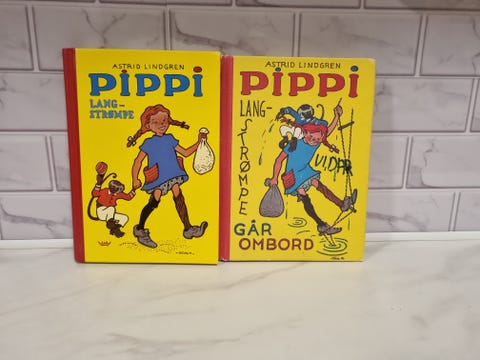 ASTRID LINDGREN
PIPPI
LANG-
STRØMPE
ASTRID LINDGREN
PIPPI
LANG-
STRØMPE
GÅR
OMBORD